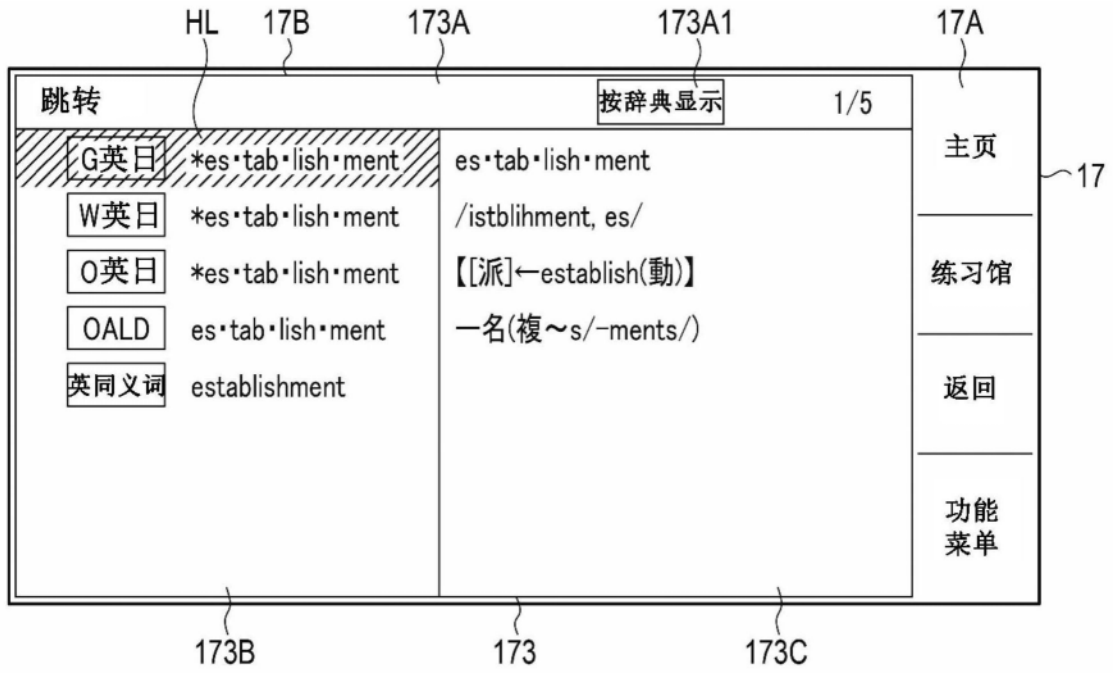 HL 17B 173A 173A1 17A
跳转 按辞典显示 1/5
G英日 *es·tab·lish·ment
W英日 *es·tab·lish·ment
O英日 *es·tab·lish·ment
OALD es·tab·lish·ment
英同义词 establishment
es·tab·lish·ment
/istblihment, es/
【[派]←establish(動)】
一名(複～s/-ments/)
主页
练习馆
返回
功能
菜单
17
173B 173 173C